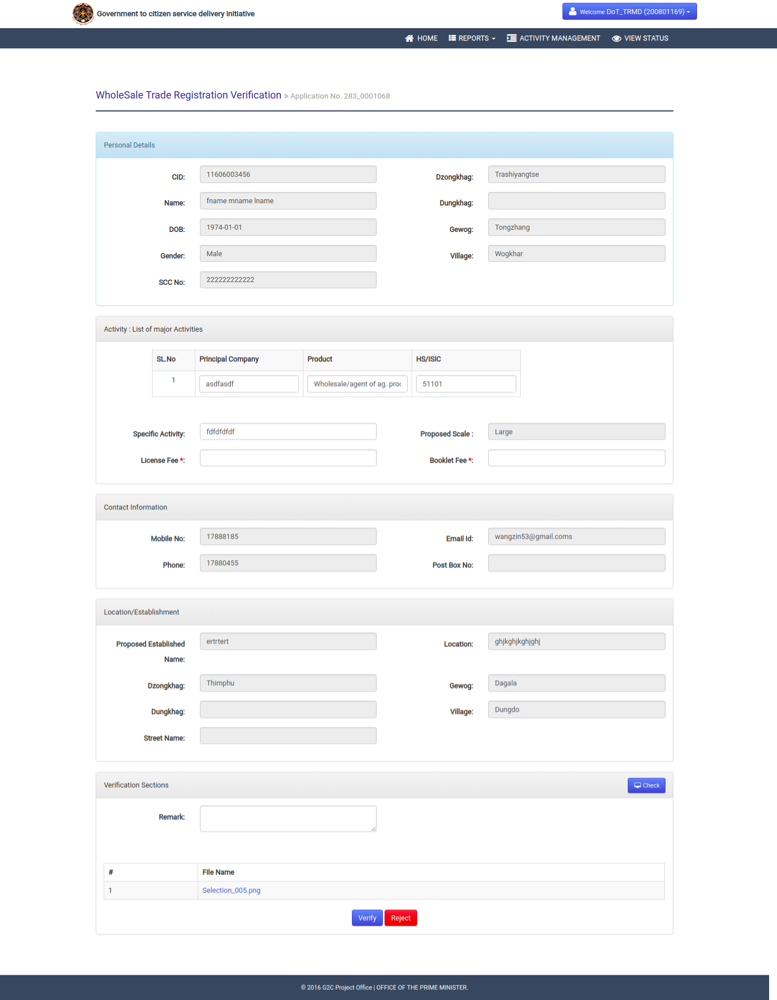 Government to citizen service delivery initiative
Welcome DoT_TRMD (200801169)
HOME REPORTS ACTIVITY MANAGEMENT VIEW STATUS
WholeSale Trade Registration Verification » Application No. 283_0001068
Personal Details
CID: 11606003456 Dzongkhag: Trashiyangtse
Name: fname mname lname Dungkhag:
DOB: 1974-01-01 Gewog: Tongzhang
Gender: Male Village: Wogkhar
SCC No: 222222222222
Activity : List of major Activities
SL.No Principal Company Product HS/ISIC
1 asdfasdf Wholesale/agent of ag. 51101
Specific Activity: fdfdfdfdf Proposed Scale : Large
License Fee *: Booklet Fee *:
Contact Information
Mobile No: 17888185 Email Id: wangzin53@gmail.coms
Phone: 17880455 Post Box No:
Location/Establishment
Proposed Established Name: ertrtert Location: ghjkghjkghjghj
Dzongkhag: Thimphu Gewog: Dagala
Dungkhag: Village: Dungdo
Street Name:
Verification Sections Check
Remark:
# File Name
1 Selection_005.png
Verify Reject
© 2016 G2C Project Office | OFFICE OF THE PRIME MINISTER.